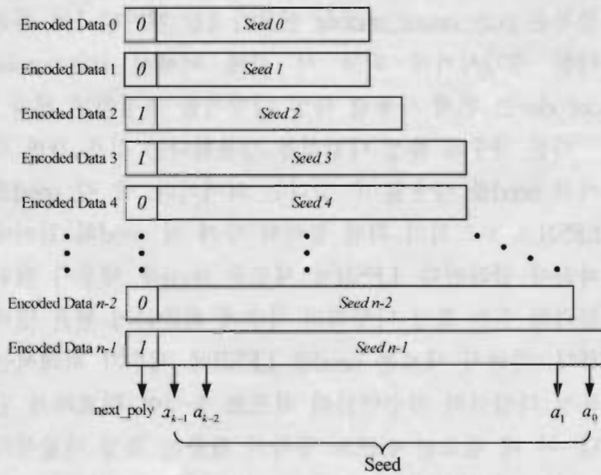 Encoded Data 0 0 Seed 0
Encoded Data 1 0 Seed 1
Encoded Data 2 1 Seed 2
Encoded Data 3 1 Seed 3
Encoded Data 4 0 Seed 4
Encoded Data n-2 0 Seed n-2
Encoded Data n-1 1 Seed n-1
next_poly a_{k-1} a_{k-2} a_1 a_0
Seed